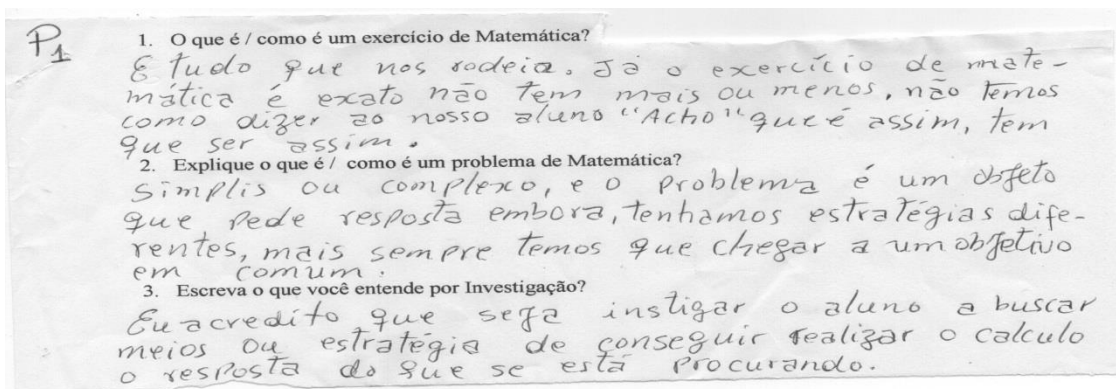 P1
1. O que é / como é um exercício de Matemática?
É Tudo que nos rodeia. Já o exercício de mate-
mática é exato não Tem mais ou menos, não Temos
como dizer ao nosso aluno "Acho" que é assim, Tem
que ser assim.
2. Explique o que é / como é um problema de Matemática?
Simplis ou complexo, e o problema é um objeto
que pede resposta embora, tenhamos estratégias dife-
rentes, mais sempre temos que chegar a um objetivo
em comum.
3. Escreva o que você entende por Investigação?
Eu acredito que seja instigar o aluno a buscar
meios ou estratégia de conseguir realizar o calculo
o resposta do que se está procurando.